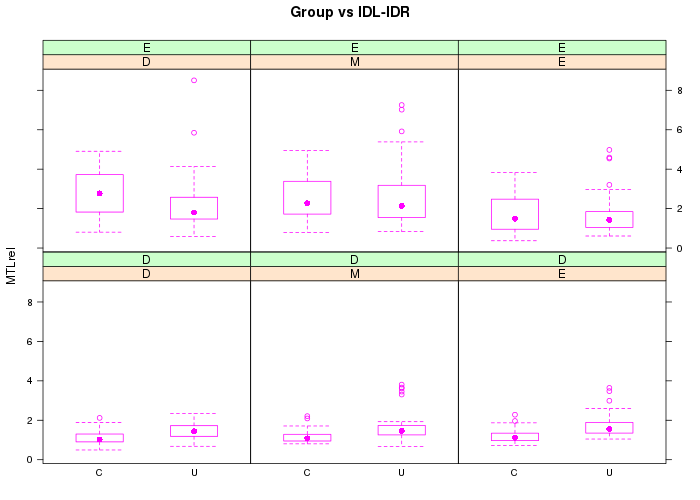 Group vs IDL-IDR
E E E
D M E
8
6
4
2
0
MTLrel
D D D
D M E
8
6
4
2
0
C U C U C U